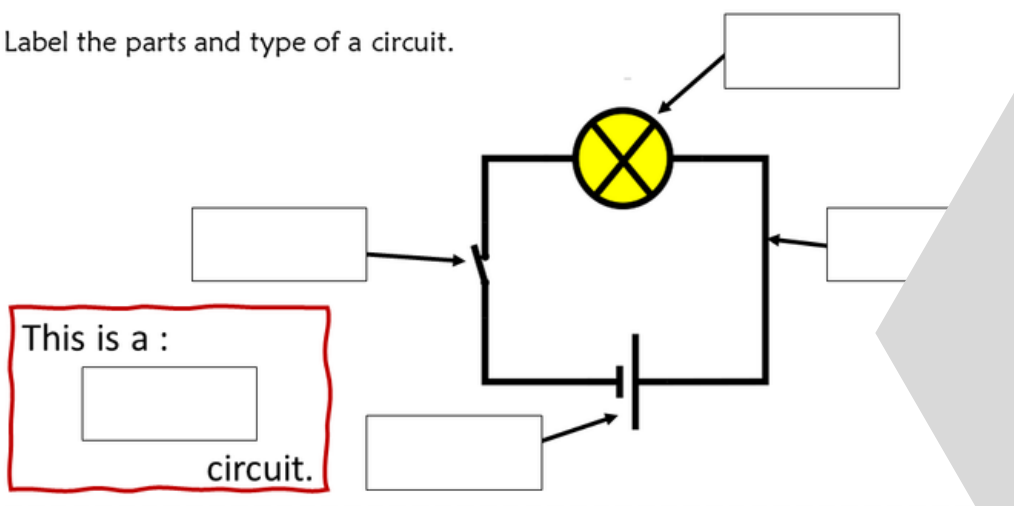 Label the parts and type of a circuit.
This is a :
circuit.